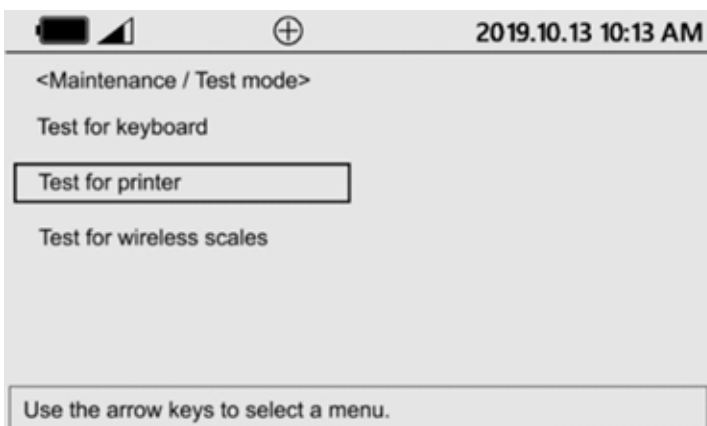 2019.10.13 10:13 AM
<Maintenance / Test mode>
Test for keyboard
Test for printer
Test for wireless scales
Use the arrow keys to select a menu.